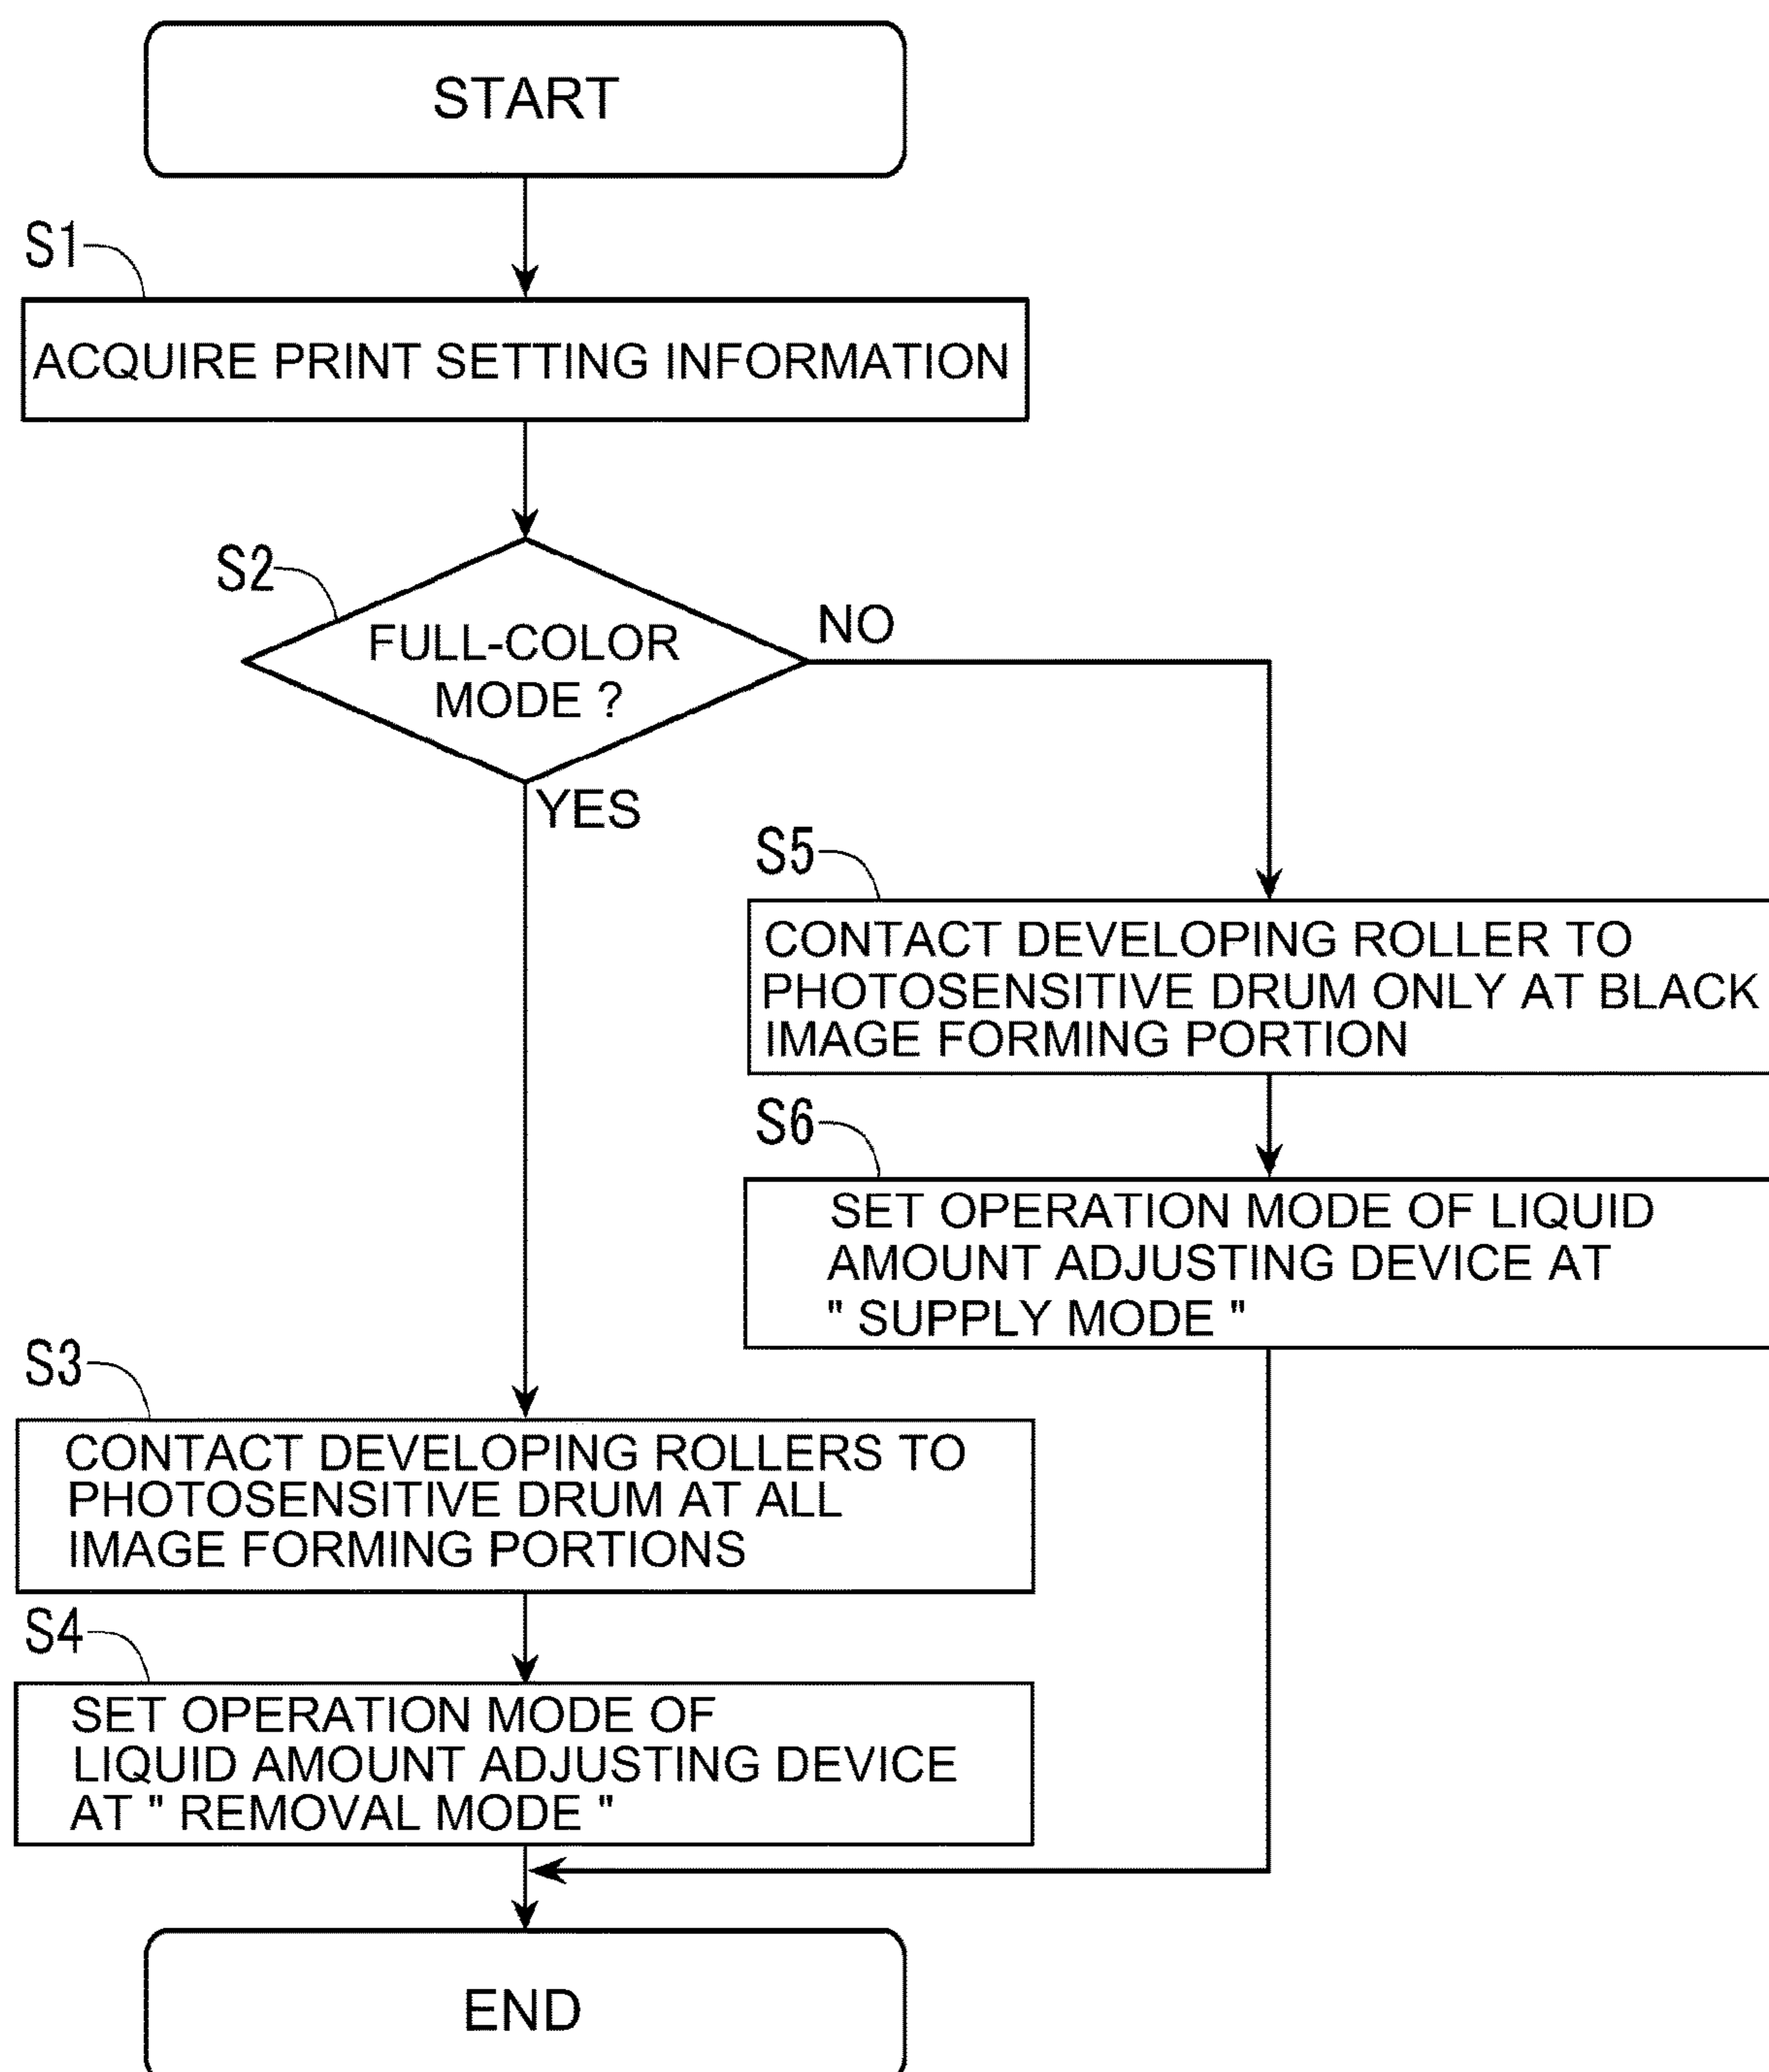 START
S1
ACQUIRE PRINT SETTING INFORMATION
S2
FULL-COLOR
MODE ?
NO
YES
S5
CONTACT DEVELOPING ROLLER TO
PHOTOSENSITIVE DRUM ONLY AT BLACK
IMAGE FORMING PORTION
S6
SET OPERATION MODE OF LIQUID
AMOUNT ADJUSTING DEVICE AT
" SUPPLY MODE "
S3
CONTACT DEVELOPING ROLLERS TO
PHOTOSENSITIVE DRUM AT ALL
IMAGE FORMING PORTIONS
S4
SET OPERATION MODE OF
LIQUID AMOUNT ADJUSTING DEVICE
AT " REMOVAL MODE "
END